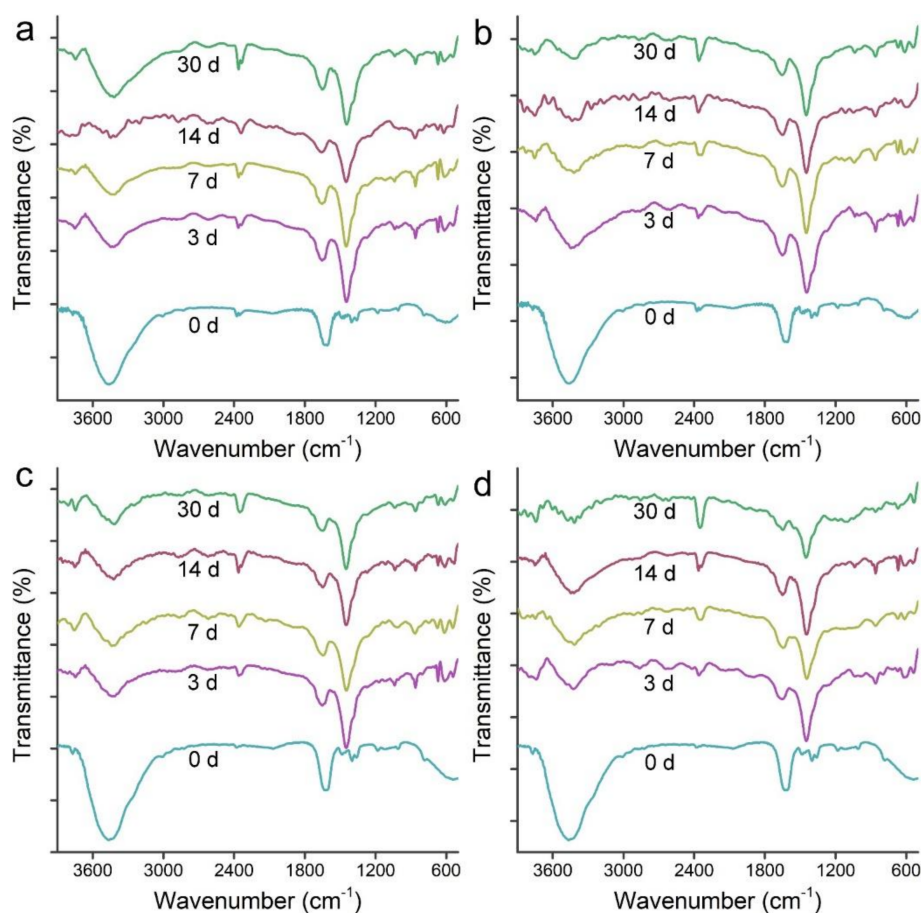 a
Transmittance (%)
30 d
14 d
7 d
3 d
0 d
3600 3000 2400 1800 1200 600
Wavenumber (cm⁻¹)
b
Transmittance (%)
30 d
14 d
7 d
3 d
0 d
3600 3000 2400 1800 1200 600
Wavenumber (cm⁻¹)
c
Transmittance (%)
30 d
14 d
7 d
3 d
0 d
3600 3000 2400 1800 1200 600
Wavenumber (cm⁻¹)
d
Transmittance (%)
30 d
14 d
7 d
3 d
0 d
3600 3000 2400 1800 1200 600
Wavenumber (cm⁻¹)